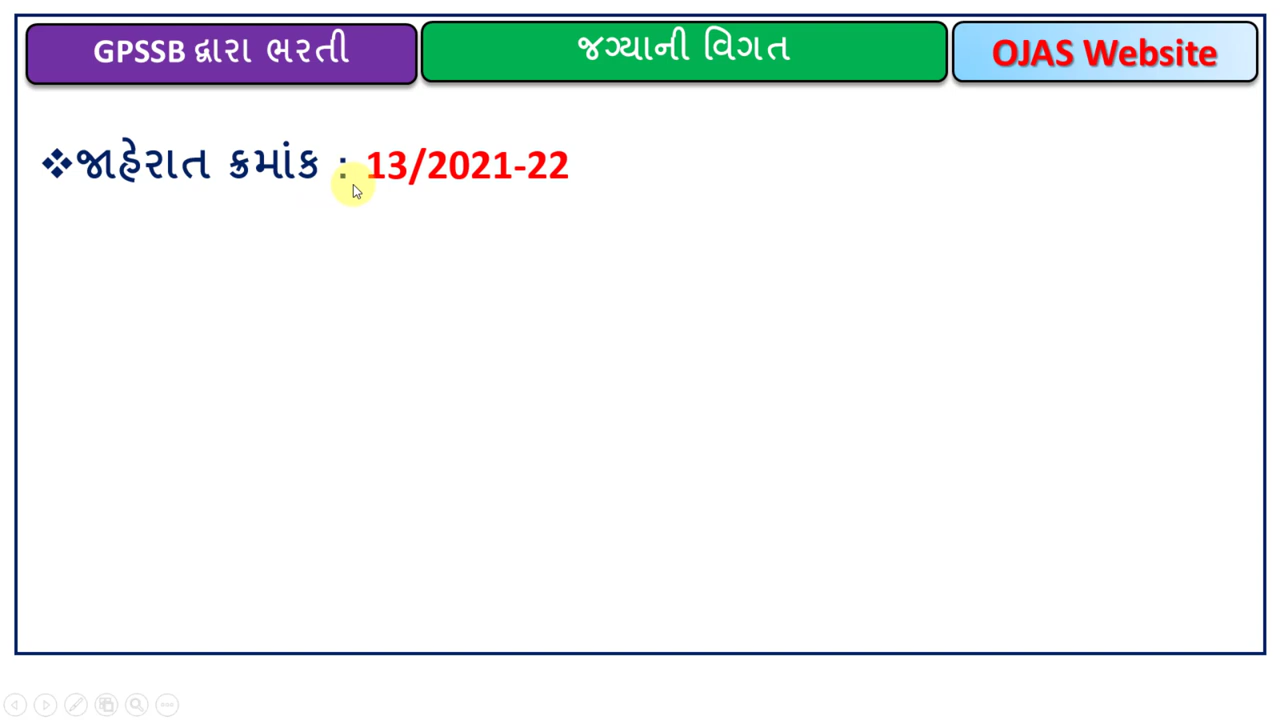 GPSSB દ્વારા ભરતી
જગ્યાની વિગત
OJAS Website
❖જાહેરાત ક્રમાંક : 13/2021-22